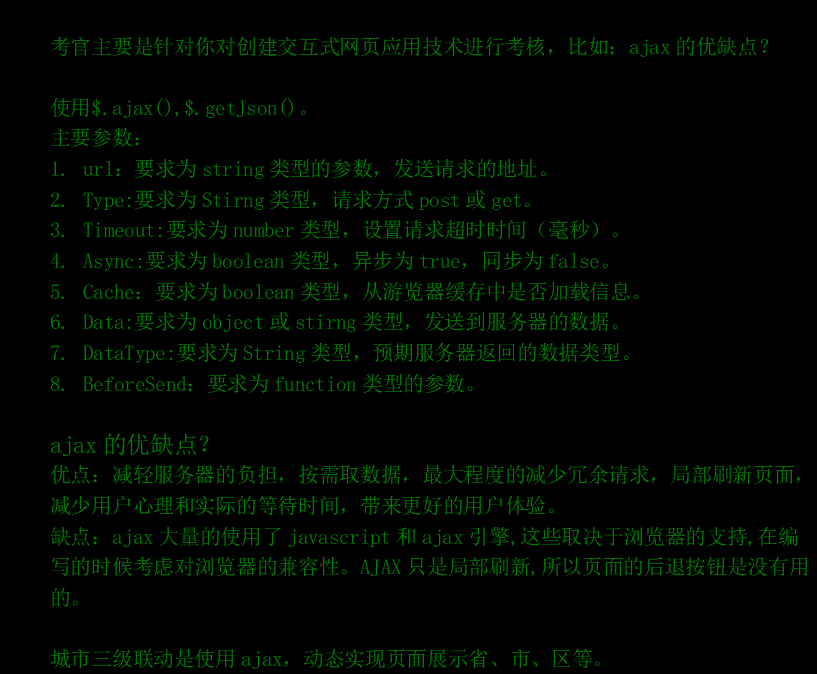 考官主要是针对你对创建交互式网页应用技术进行考核，比如：ajax 的优缺点？
使用$.ajax(),$.getJson()。
主要参数：
1. url：要求为 string 类型的参数，发送请求的地址。
2. Type:要求为 Stirng 类型，请求方式 post 或 get。
3. Timeout:要求为 number 类型，设置请求超时时间（毫秒）。
4. Async:要求为 boolean 类型，异步为 true，同步为 false。
5. Cache：要求为 boolean 类型，从游览器缓存中是否加载信息。
6. Data:要求为 object 或 stirng 类型，发送到服务器的数据。
7. DataType:要求为 String 类型，预期服务器返回的数据类型。
8. BeforeSend：要求为 function 类型的参数。
ajax 的优缺点？
优点：减轻服务器的负担，按需取数据，最大程度的减少冗余请求，局部刷新页面，
减少用户心理和实际的等待时间，带来更好的用户体验。
缺点：ajax 大量的使用了 javascript 和 ajax 引擎,这些取决于浏览器的支持,在编
写的时候考虑对浏览器的兼容性。AJAX 只是局部刷新,所以页面的后退按钮是没有用
的。
城市三级联动是使用 ajax，动态实现页面展示省、市、区等。